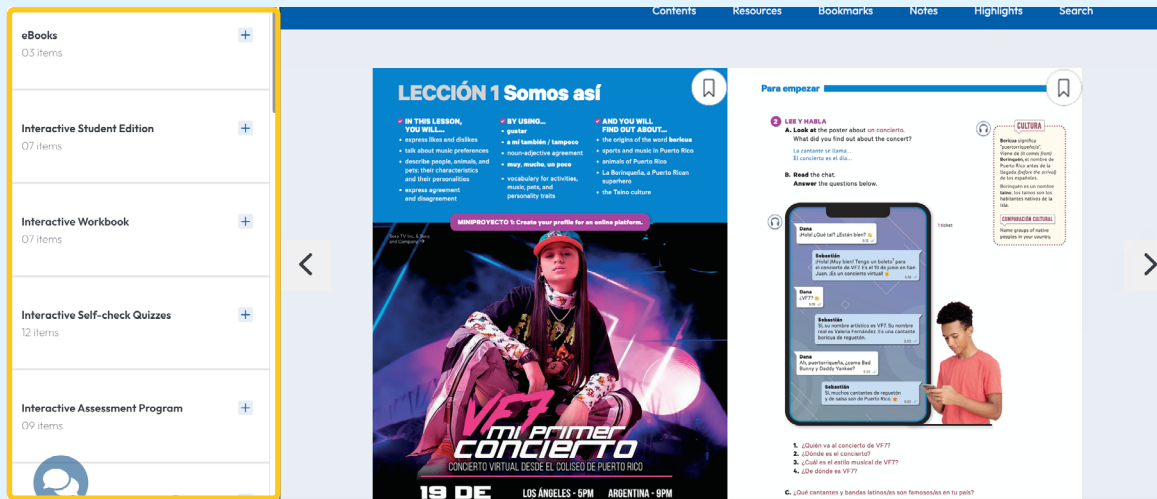 Contents
Resources
Bookmarks
Notes
Highlights
Search
eBooks
03 items
Interactive Student Edition
07 items
Interactive Workbook
07 items
Interactive Self-check Quizzes
12 items
Interactive Assessment Program
09 items
LECCIÓN 1 Somos así
IN THIS LESSON,
YOU WILL...
• express likes and dislikes
• talk about music preferences
• describe people, animals, and
pets: their characteristics
and their personalities
• express agreement
and disagreement
BY USING...
• gustar
• a mí también / tampoco
• noun-adjective agreement
• muy, mucho, un poco
• vocabulary for activities,
music, pets, and
personality traits
AND YOU WILL
FIND OUT ABOUT...
• the origins of the word boricua
• sports and music in Puerto Rico
• animals of Puerto Rico
• La Borinqueña, a Puerto Rican
superhero
• the Taino culture
MINIPROYECTO 1: Create your profile for an online platform.
VF7
mi PRIMER
CONCIERTO
CONCIERTO VIRTUAL DESDE EL COLISEO DE PUERTO RICO
19 DE
LOS ÁNGELES - 5PM
ARGENTINA - 9PM
Para empezar
2 LEE Y HABLA
A. Look at the poster about un concierto.
What did you find out about the concert?
La cantante se llama...
El concierto es el día...
B. Read the chat.
Answer the questions below.
Dana
¡Hola! ¿Qué tal? ¿Están bien?
Sebastián
¡Hola! ¡Muy bien! Tengo un boleto¹ para
el concierto de VF7. Es el 19 de junio en San
Juan. ¡Es un concierto virtual!
Dana
¿VF7?
Sebastián
Sí, su nombre artístico es VF7. Su nombre
real es Valeria Fernández. Es una cantante
boricua de reguetón.
Dana
Ah, puertorriqueña, ¿como Bad
Bunny y Daddy Yankee?
Sebastián
Sí, muchos cantantes de reguetón
y de salsa son de Puerto Rico
1 ticket
CULTURA
Boricua significa
"puertorriqueño/a".
Viene de (it comes from)
Borinquén, el nombre de
Puerto Rico antes de la
llegada (before the arrival)
de los españoles.
Borinquén es un nombre
taíno; los taínos son los
habitantes nativos de la
isla.
COMPARACIÓN CULTURAL
Name groups of native
peoples in your country.
1. ¿Quién va al concierto de VF7?
2. ¿Dónde es el concierto?
3. ¿Cuál es el estilo musical de VF7?
4. ¿De dónde es VF7?
C. ¿Qué cantantes y bandas latinos/as son famosos/as en tu país?